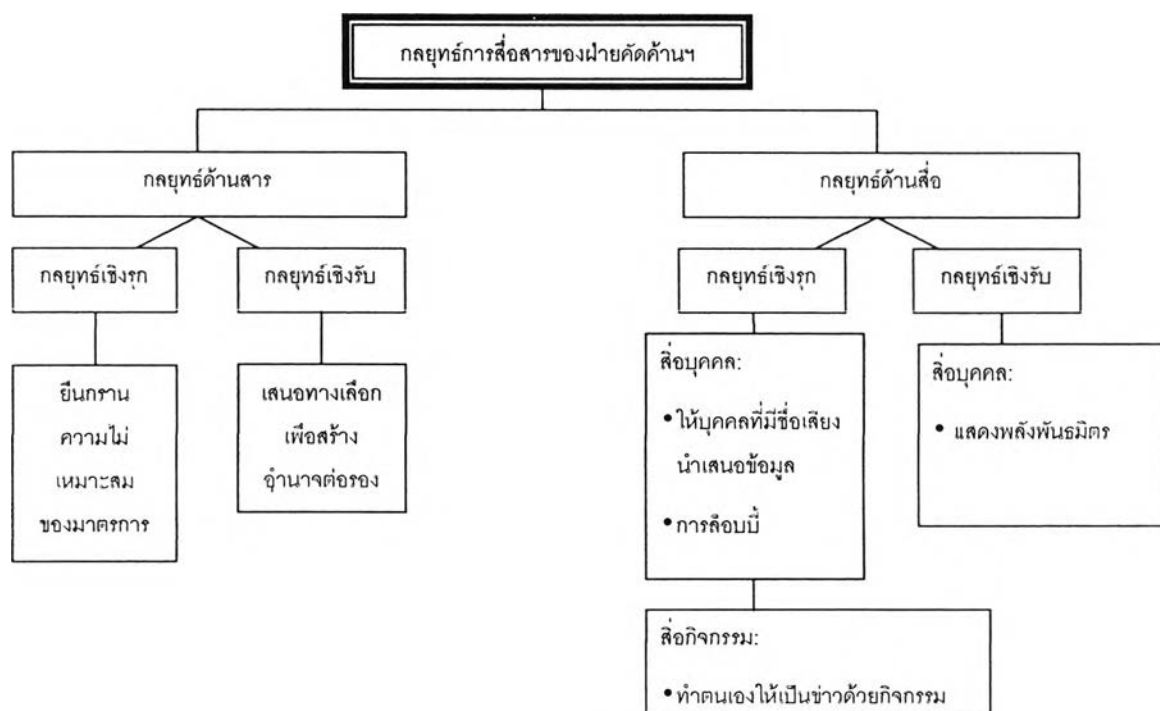 กลยุทธ์การสื่อสารของฝ่ายคัดค้านฯ
กลยุทธ์ด้านสาร
กลยุทธ์ด้านสื่อ
กลยุทธ์เชิงรุก
กลยุทธ์เชิงรับ
กลยุทธ์เชิงรุก
กลยุทธ์เชิงรับ
ยืนกราน
ความไม่
เหมาะสม
ของมาตรการ
เสนอทางเลือก
เพื่อสร้าง
อำนาจต่อรอง
สื่อบุคคล:
• ให้บุคคลที่มีชื่อเสียง
นำเสนอข้อมูล
• การล๊อบบี้
สื่อบุคคล:
• แสดงพลังพันธมิตร
สื่อกิจกรรม:
• ทำตนเองให้เป็นข่าวด้วยกิจกรรม